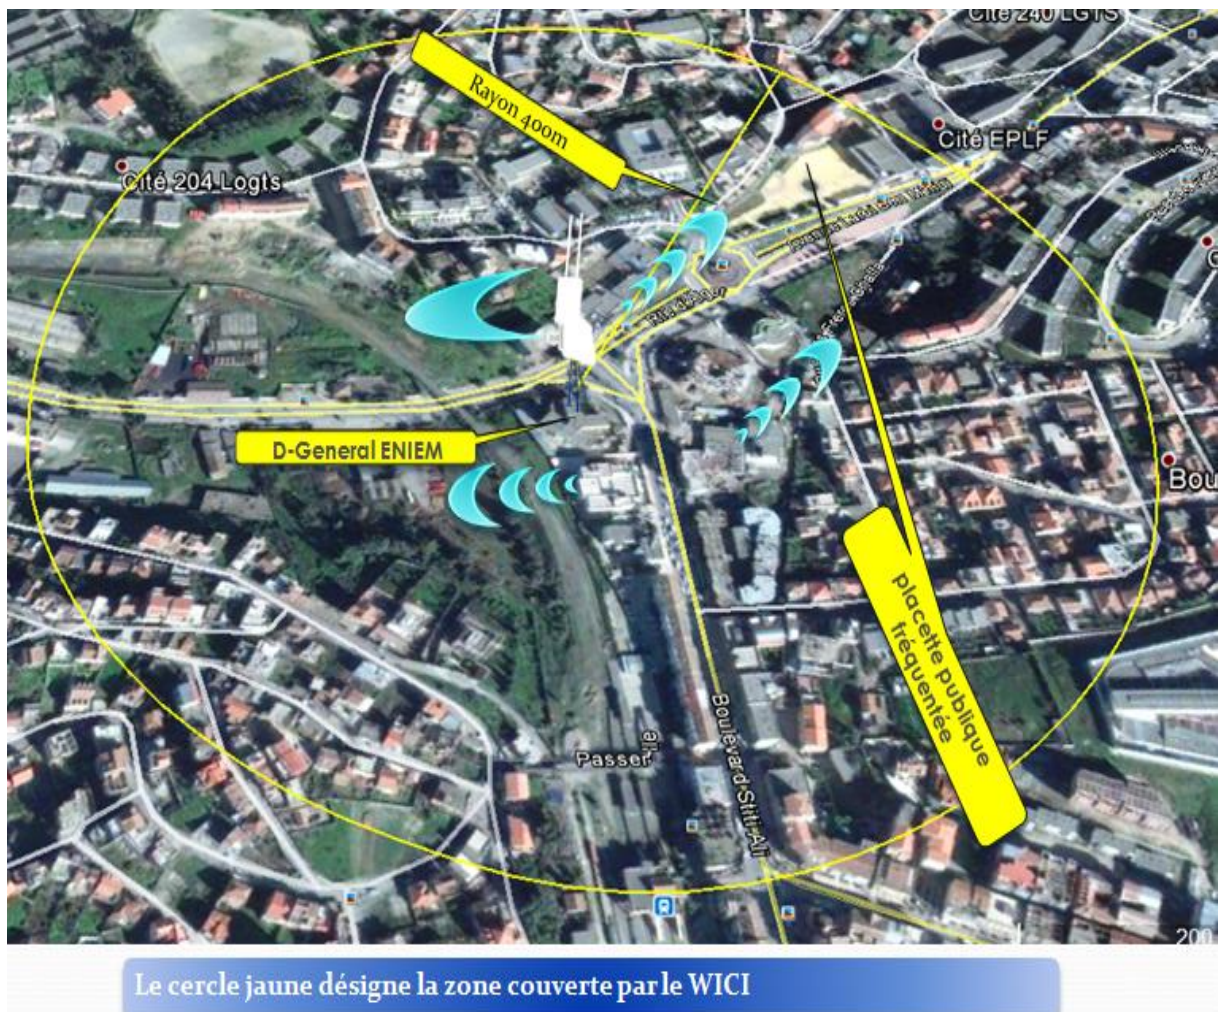 Cité 240 LGTS
Rayon 400m
Cité EPLF
Cité 204 Logts
D-General ENIEM
Bou
placette publique
fréquentée
Passerelle
Boulevard Stiti Ali
200
Le cercle jaune désigne la zone couverte par le WICI